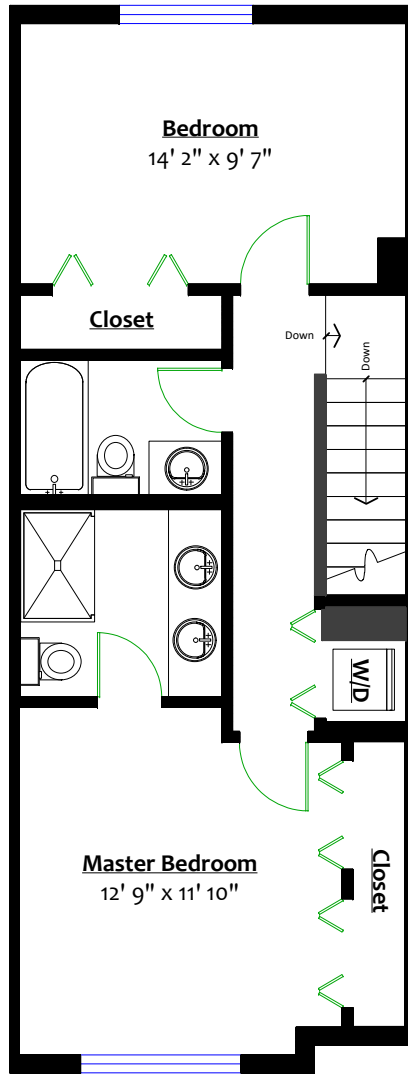 Bedroom
14' 2" x 9' 7"
Closet
Down
Down
W/D
Master Bedroom
12' 9" x 11' 10"
Closet